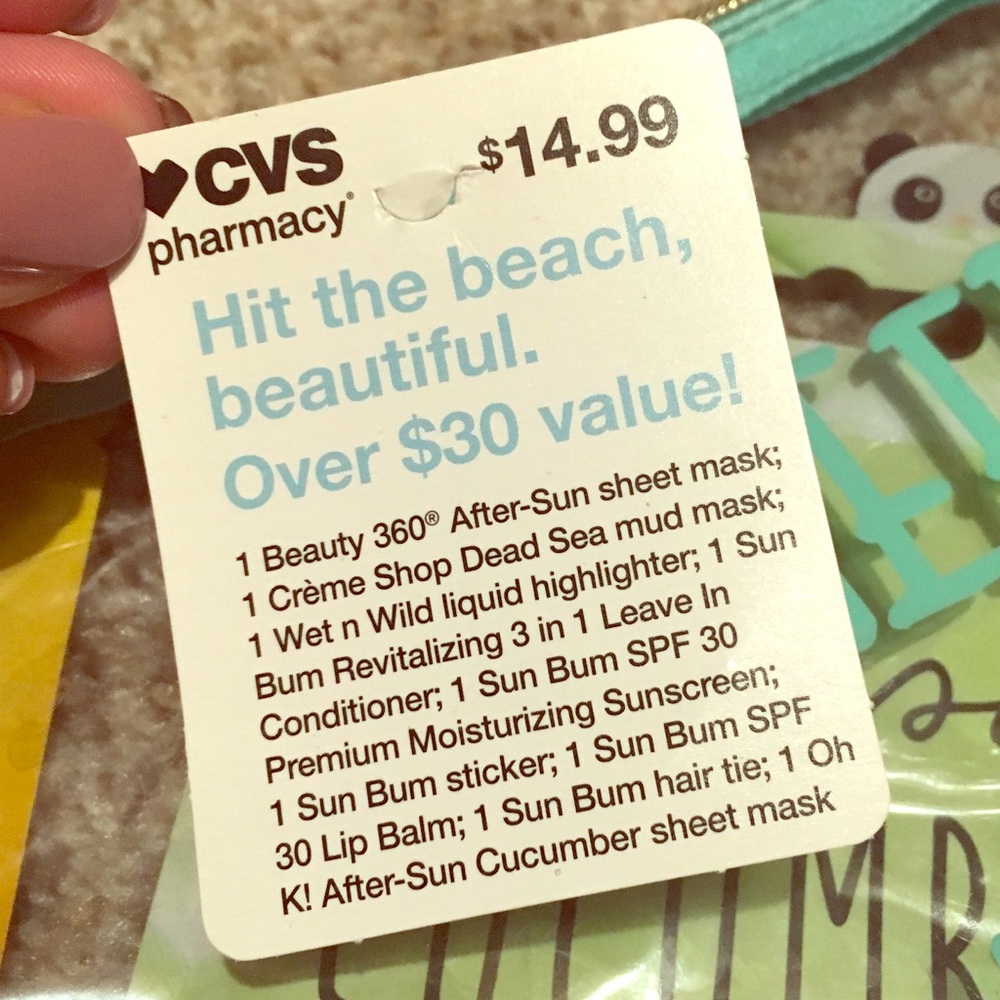 CVS
pharmacy®
$14.99
Hit the beach,
beautiful.
Over $30 value!
1 Beauty 360® After-Sun sheet mask;
1 Crème Shop Dead Sea mud mask;
1 Wet n Wild liquid highlighter; 1 Sun
Bum Revitalizing 3 in 1 Leave In
Conditioner; 1 Sun Bum SPF 30
Premium Moisturizing Sunscreen;
1 Sun Bum sticker; 1 Sun Bum SPF
30 Lip Balm; 1 Sun Bum hair tie; 1 Oh
K! After-Sun Cucumber sheet mask